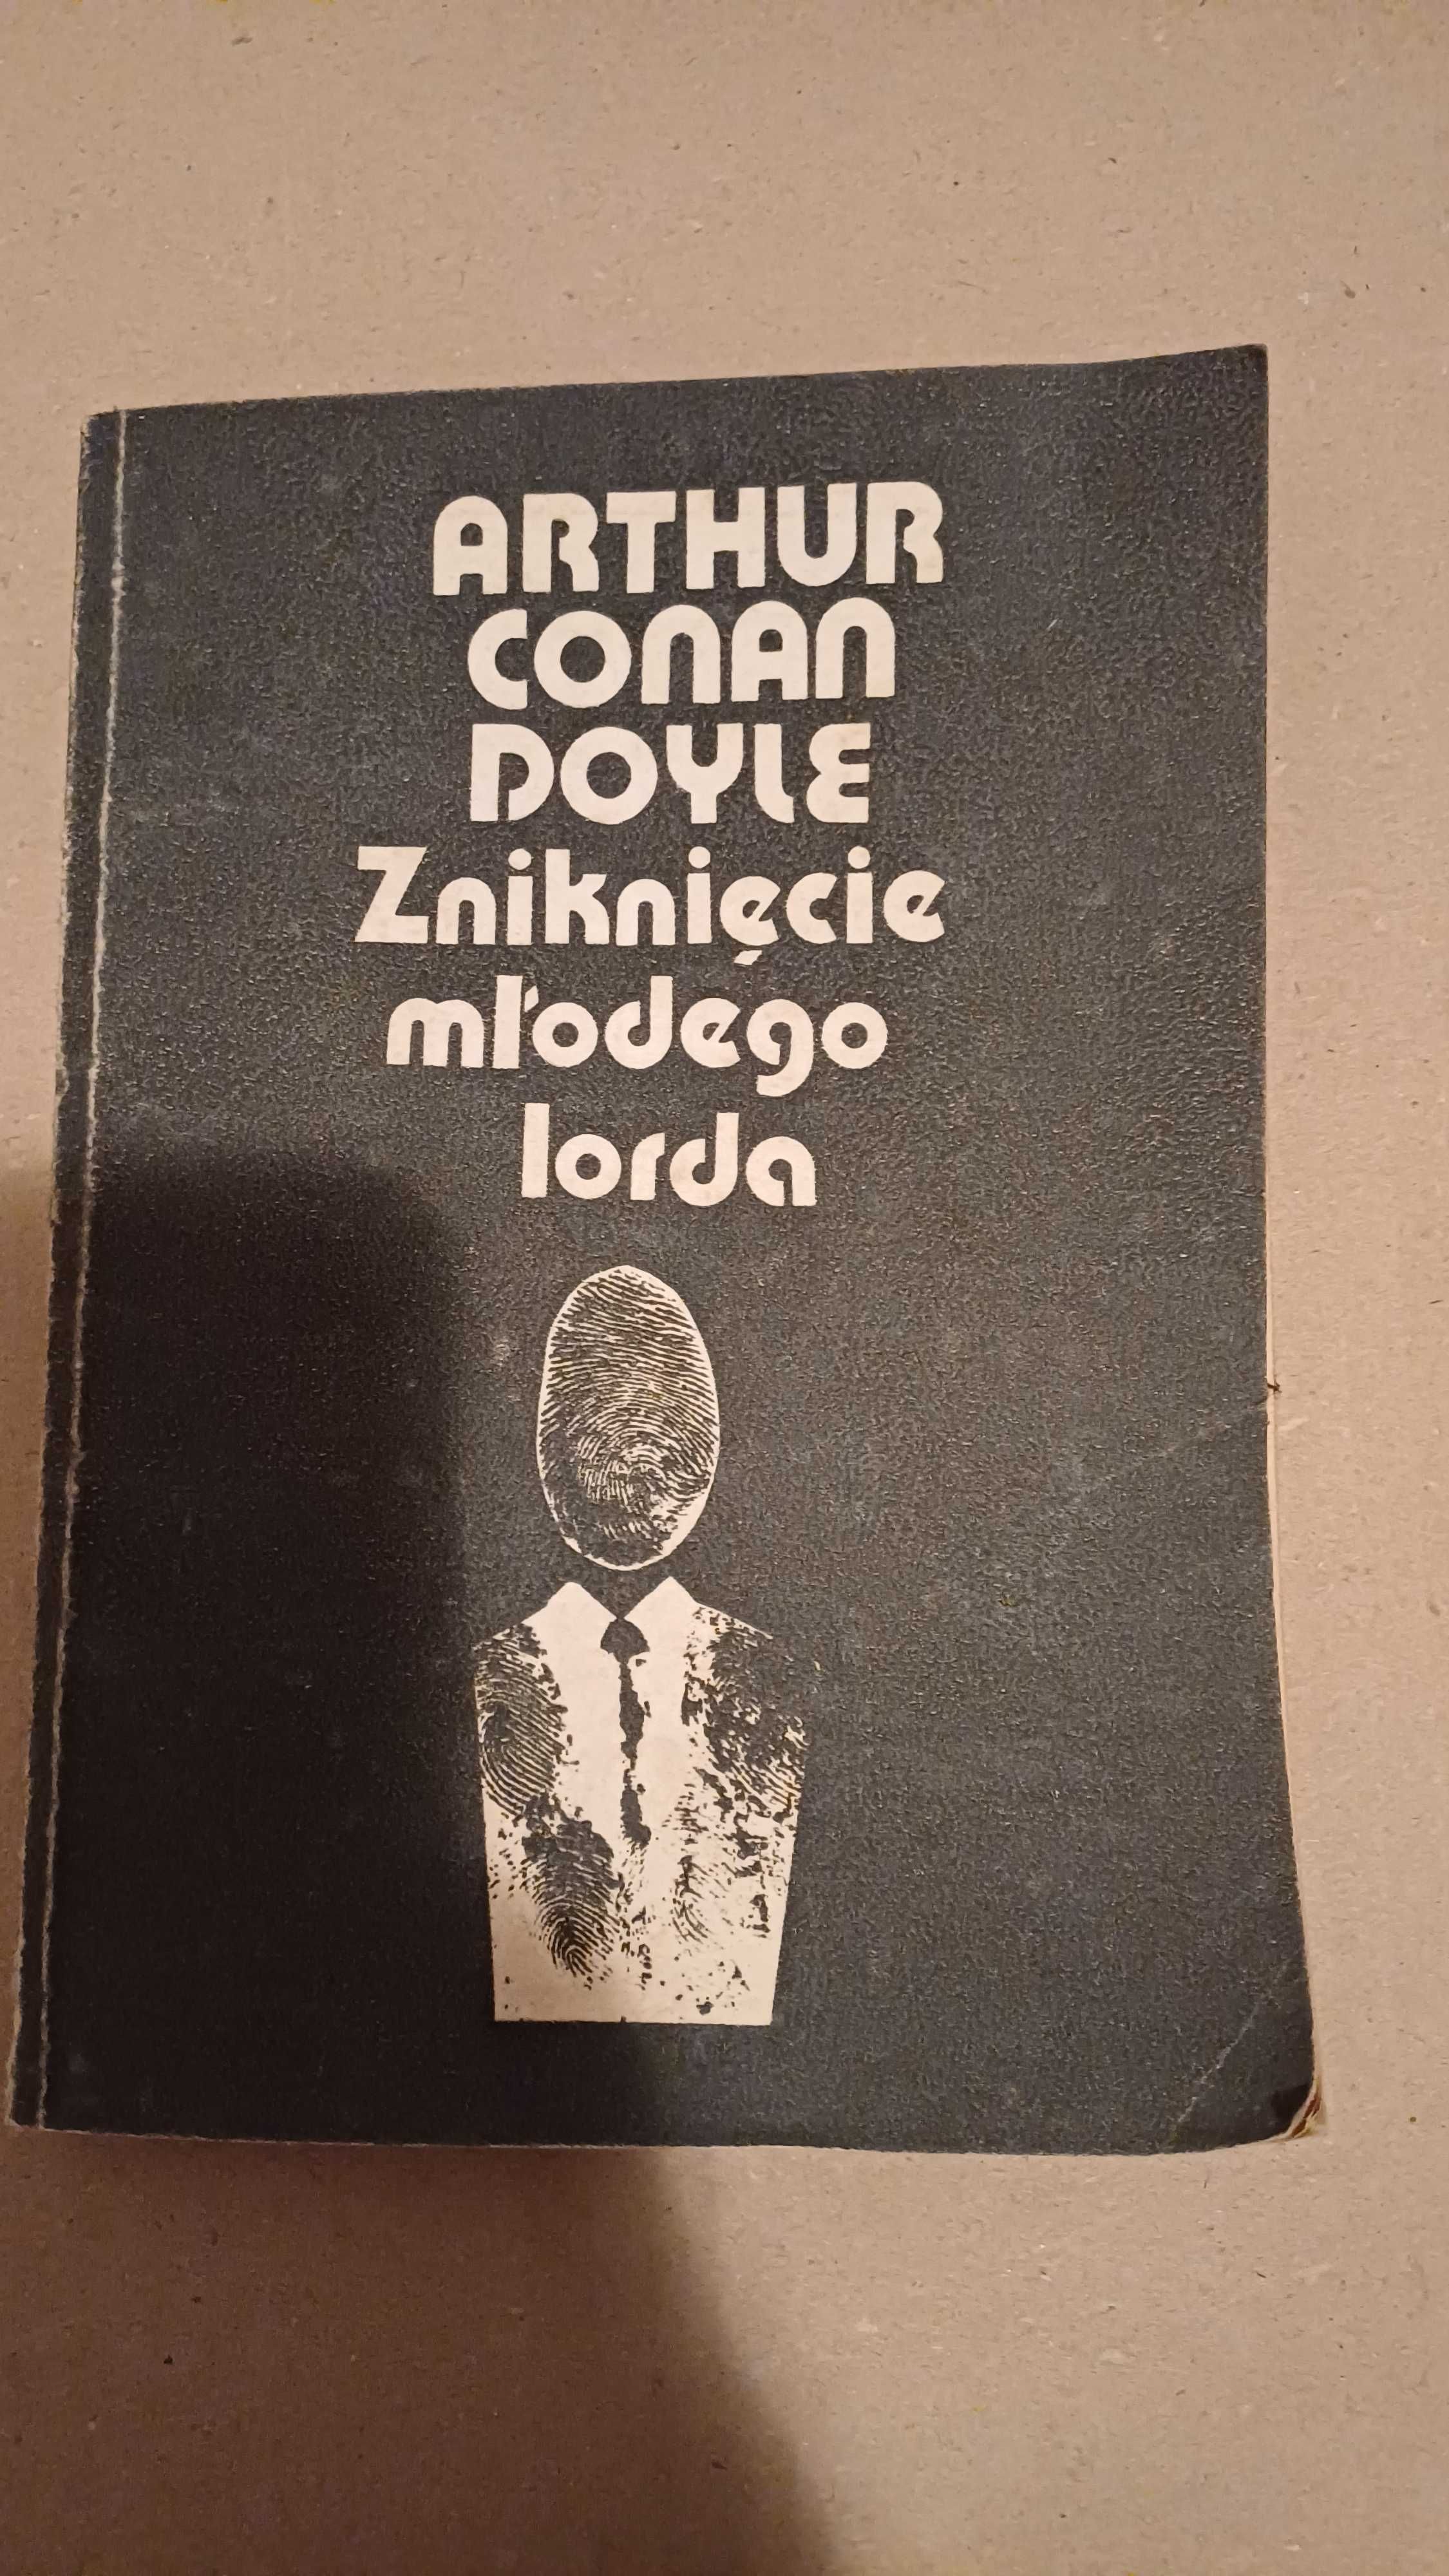 ARTHUR
CONAN
DOYLE
Zniknięcie
młodego
lorda